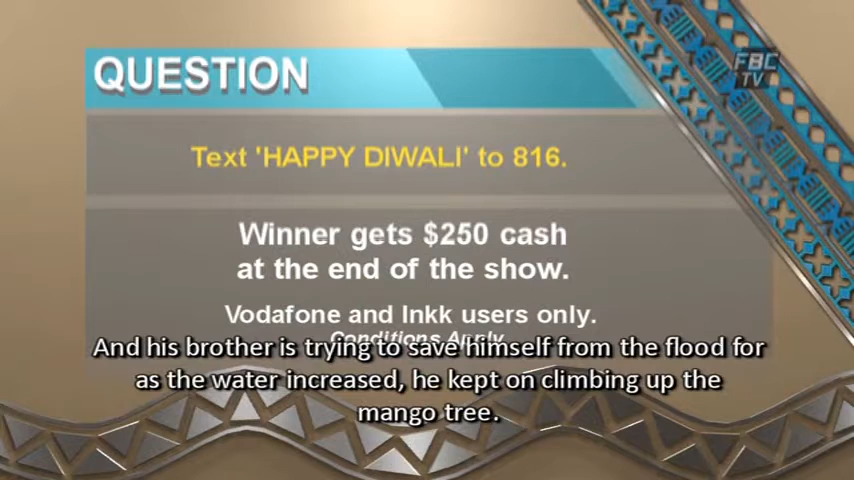 QUESTION
FBC
TV
Text 'HAPPY DIWALI' to 816.
Winner gets $250 cash
at the end of the show.
Vodafone and Inkk users only.
Conditions Apply
And his brother is trying to save himself from the flood for
as the water increased, he kept on climbing up the
mango tree.